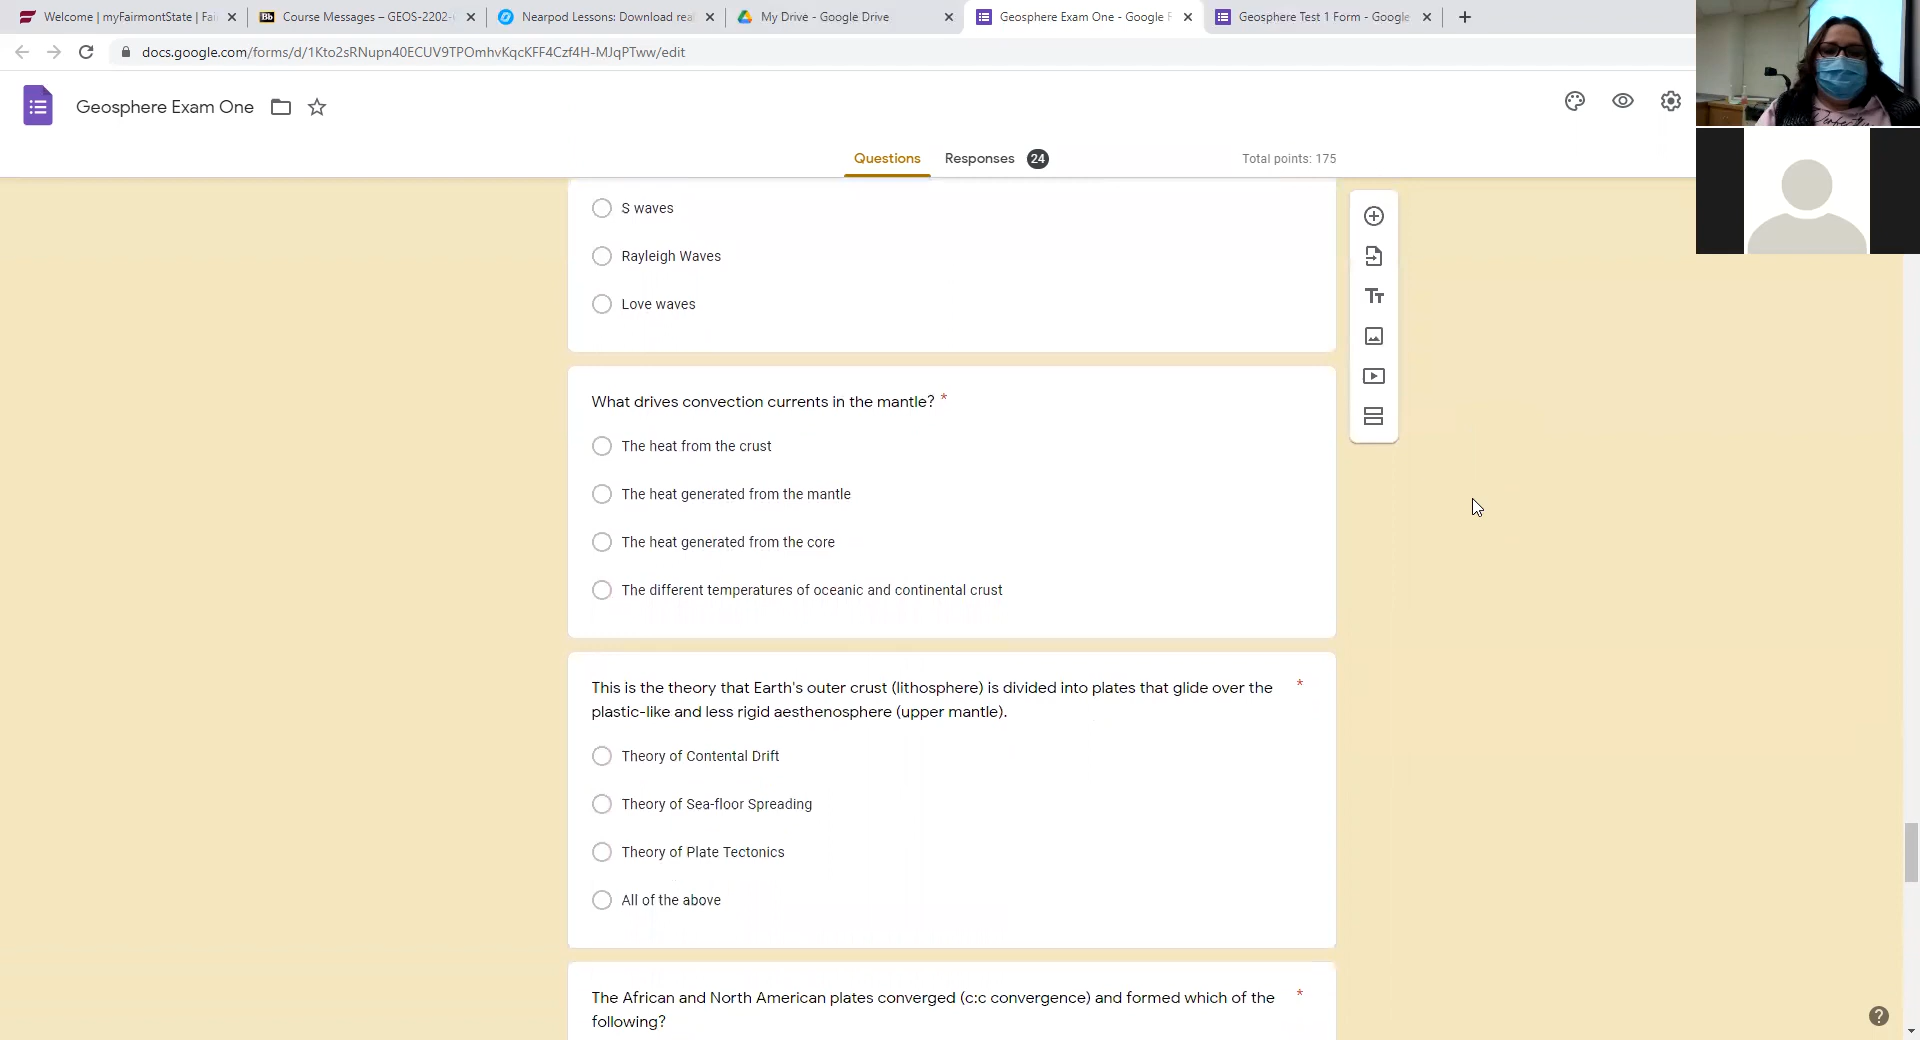 Welcome | myFairmontState | Fai
Course Messages – GEOS-2202-
Nearpod Lessons: Download rea
My Drive - Google Drive
Geosphere Exam One - Google F
Geosphere Test 1 Form - Google
docs.google.com/forms/d/1Kto2sRNupn40ECUV9TPOmhvKqcKFF4Czf4H-MJqPTww/edit
Geosphere Exam One
Questions
Responses 24
Total points: 175
S waves
Rayleigh Waves
Love waves
What drives convection currents in the mantle? *
The heat from the crust
The heat generated from the mantle
The heat generated from the core
The different temperatures of oceanic and continental crust
This is the theory that Earth's outer crust (lithosphere) is divided into plates that glide over the *
plastic-like and less rigid aesthenosphere (upper mantle).
Theory of Contental Drift
Theory of Sea-floor Spreading
Theory of Plate Tectonics
All of the above
The African and North American plates converged (c:c convergence) and formed which of the *
following?